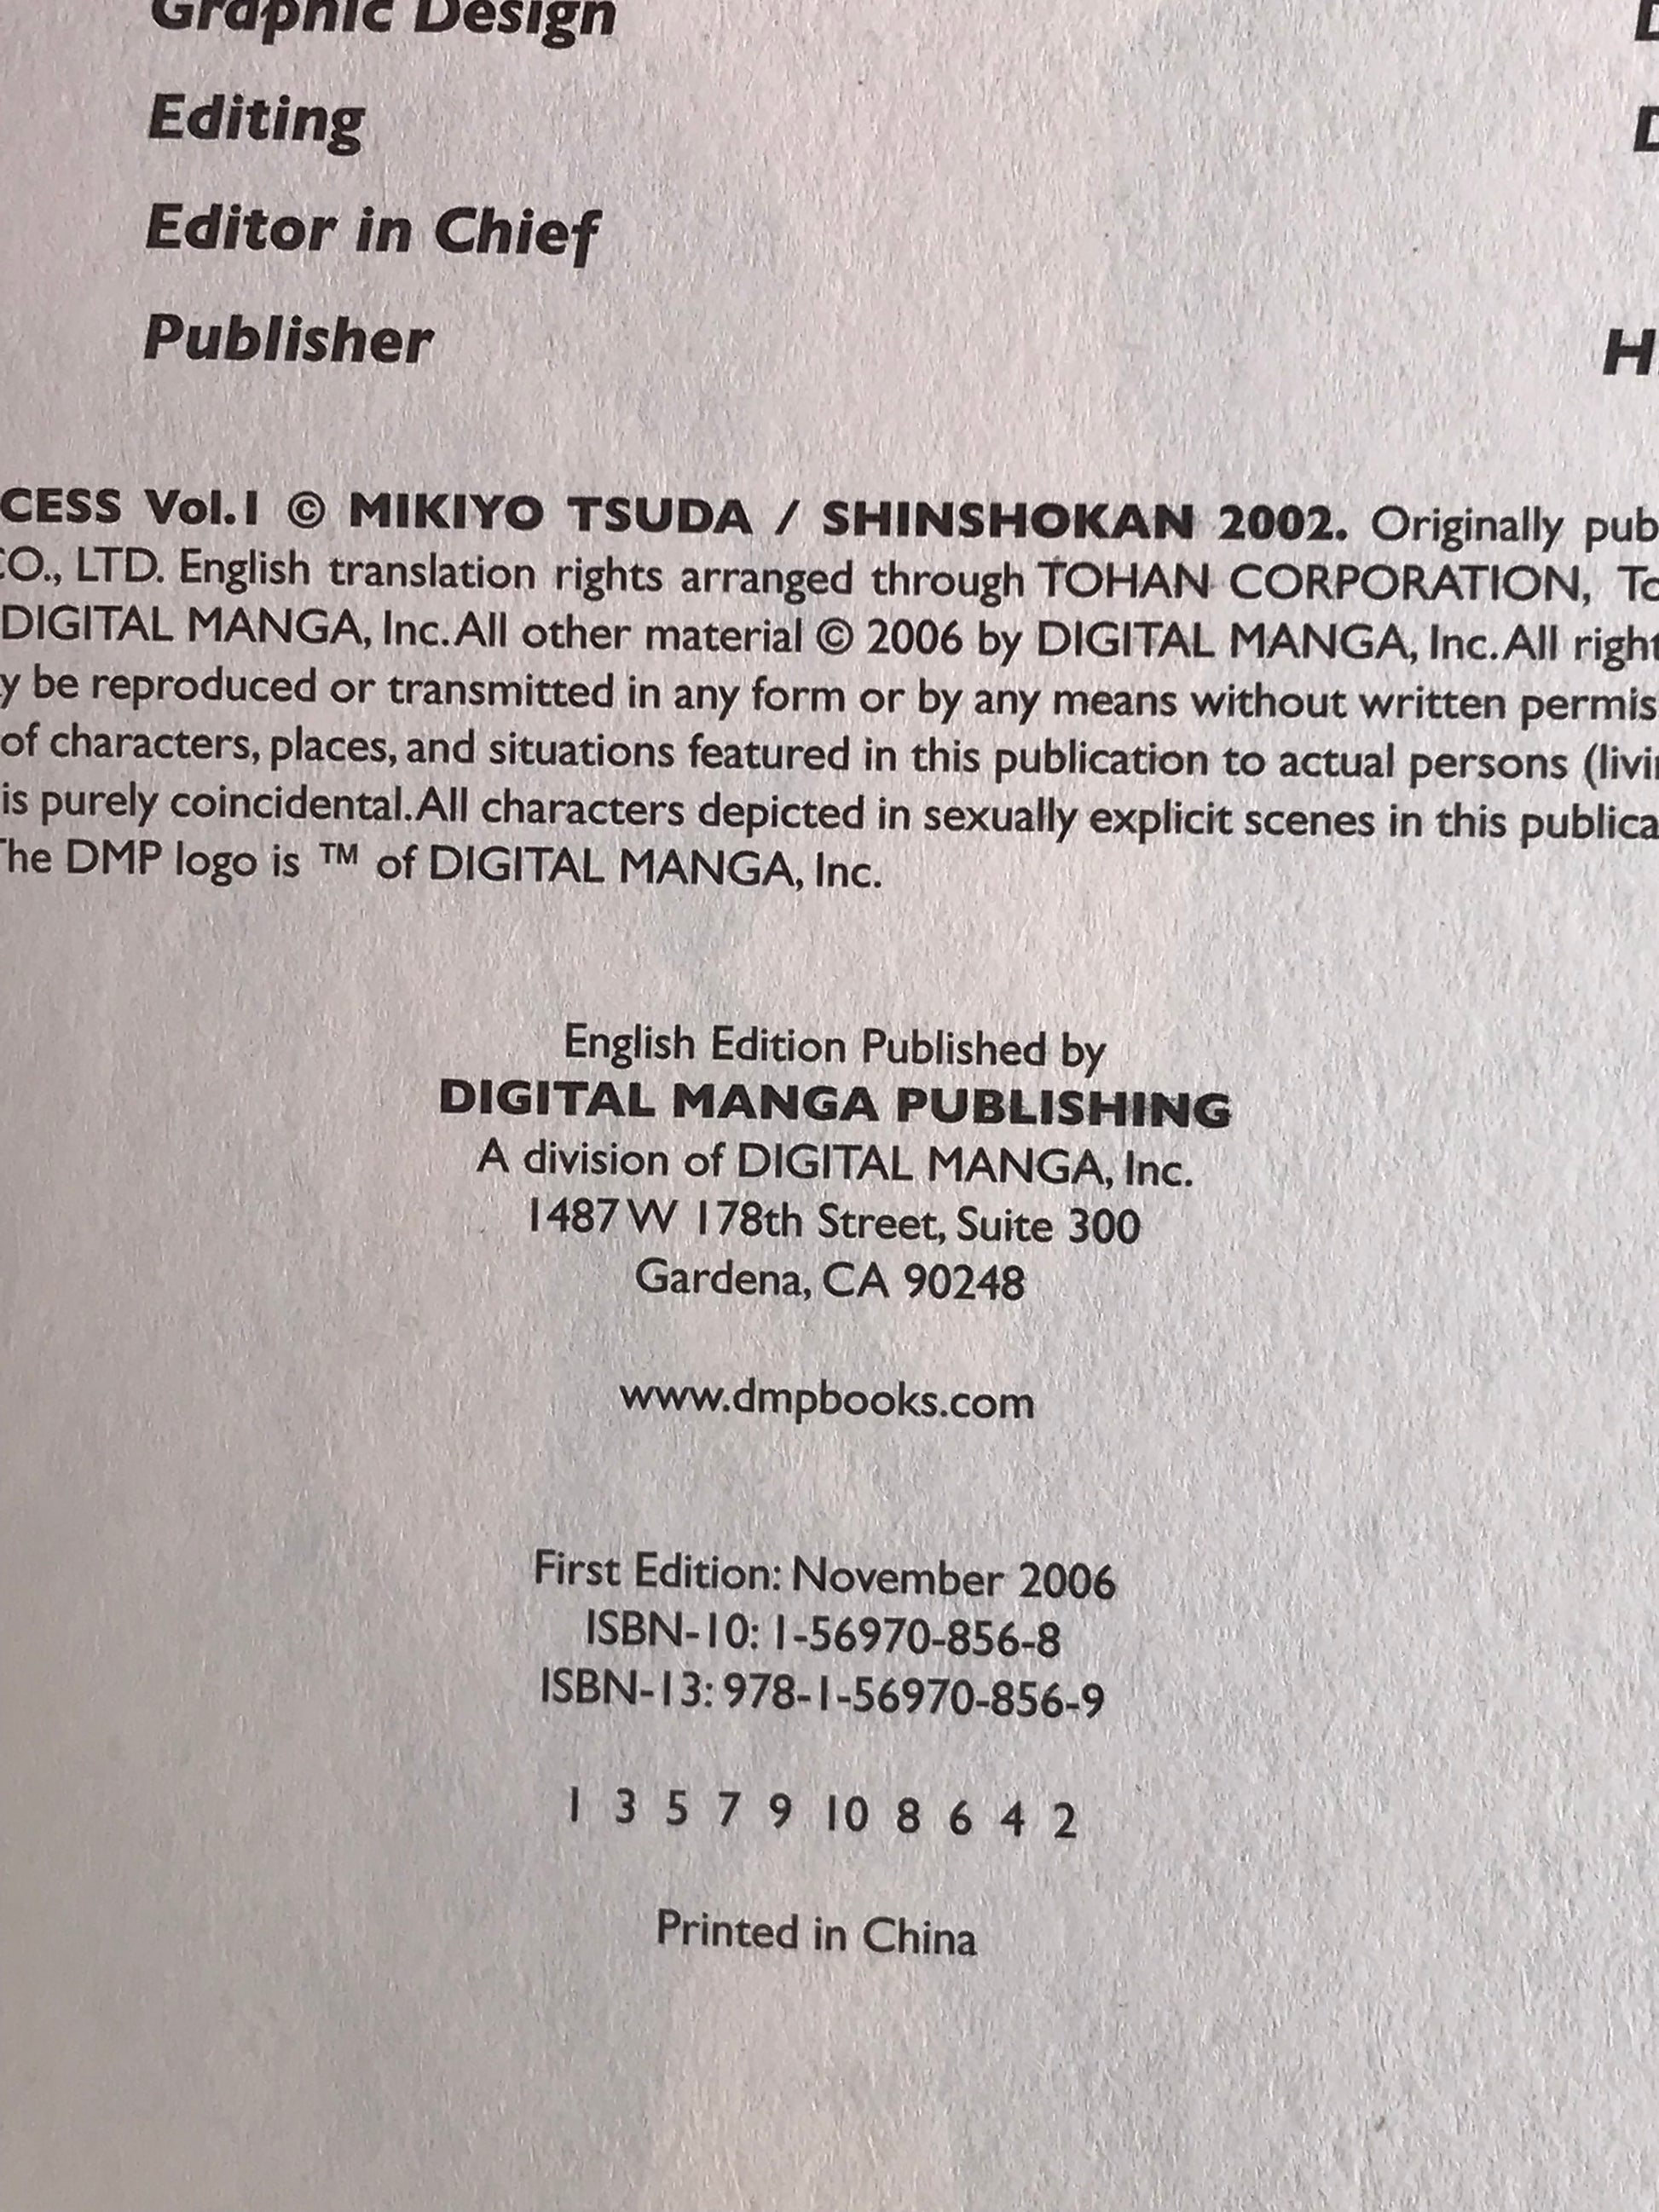 Graphic Design
Editing
Editor in Chief
Publisher
CESS Vol.1 © MIKIYO TSUDA / SHINSHOKAN 2002. Originally pub
CO., LTD. English translation rights arranged through TOHAN CORPORATION, To
DIGITAL MANGA, Inc. All other material © 2006 by DIGITAL MANGA, Inc. All right
y be reproduced or transmitted in any form or by any means without written permis
of characters, places, and situations featured in this publication to actual persons (livin
is purely coincidental. All characters depicted in sexually explicit scenes in this publica
The DMP logo is ™ of DIGITAL MANGA, Inc.
English Edition Published by
DIGITAL MANGA PUBLISHING
A division of DIGITAL MANGA, Inc.
1487 W 178th Street, Suite 300
Gardena, CA 90248
www.dmpbooks.com
First Edition: November 2006
ISBN-10: 1-56970-856-8
ISBN-13: 978-1-56970-856-9
1 3 5 7 9 10 8 6 4 2
Printed in China